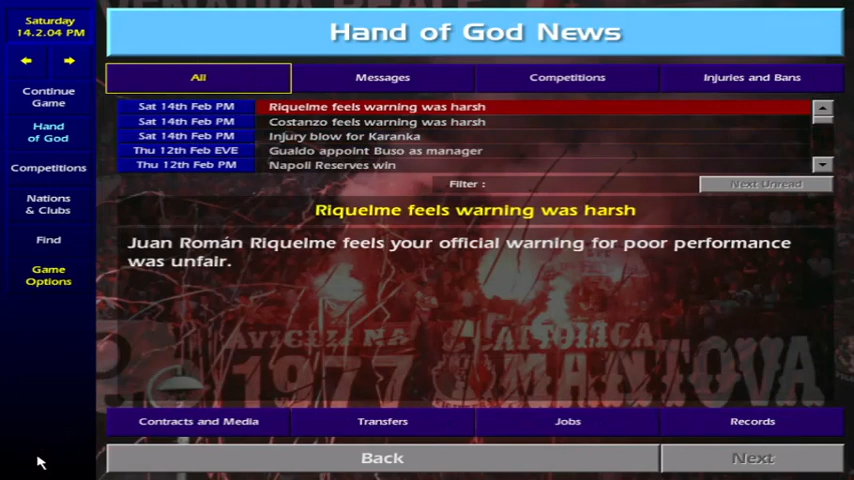 Saturday
14.2.04 PM
Hand of God News
All
Messages
Competitions
Injuries and Bans
Continue
Game
Hand
of God
Competitions
Nations
& Clubs
Find
Game
Options
Sat 14th Feb PM Riquelme feels warning was harsh
Sat 14th Feb PM Costanzo feels warning was harsh
Sat 14th Feb PM Injury blow for Karanka
Thu 12th Feb EVE Gualdo appoint Buso as manager
Thu 12th Feb PM Napoli Reserves win
Filter :
Next Unread
Riquelme feels warning was harsh
Juan Román Riquelme feels your official warning for poor performance
was unfair.
1977
MANTOVA
Contracts and Media
Transfers
Jobs
Records
Back
Next